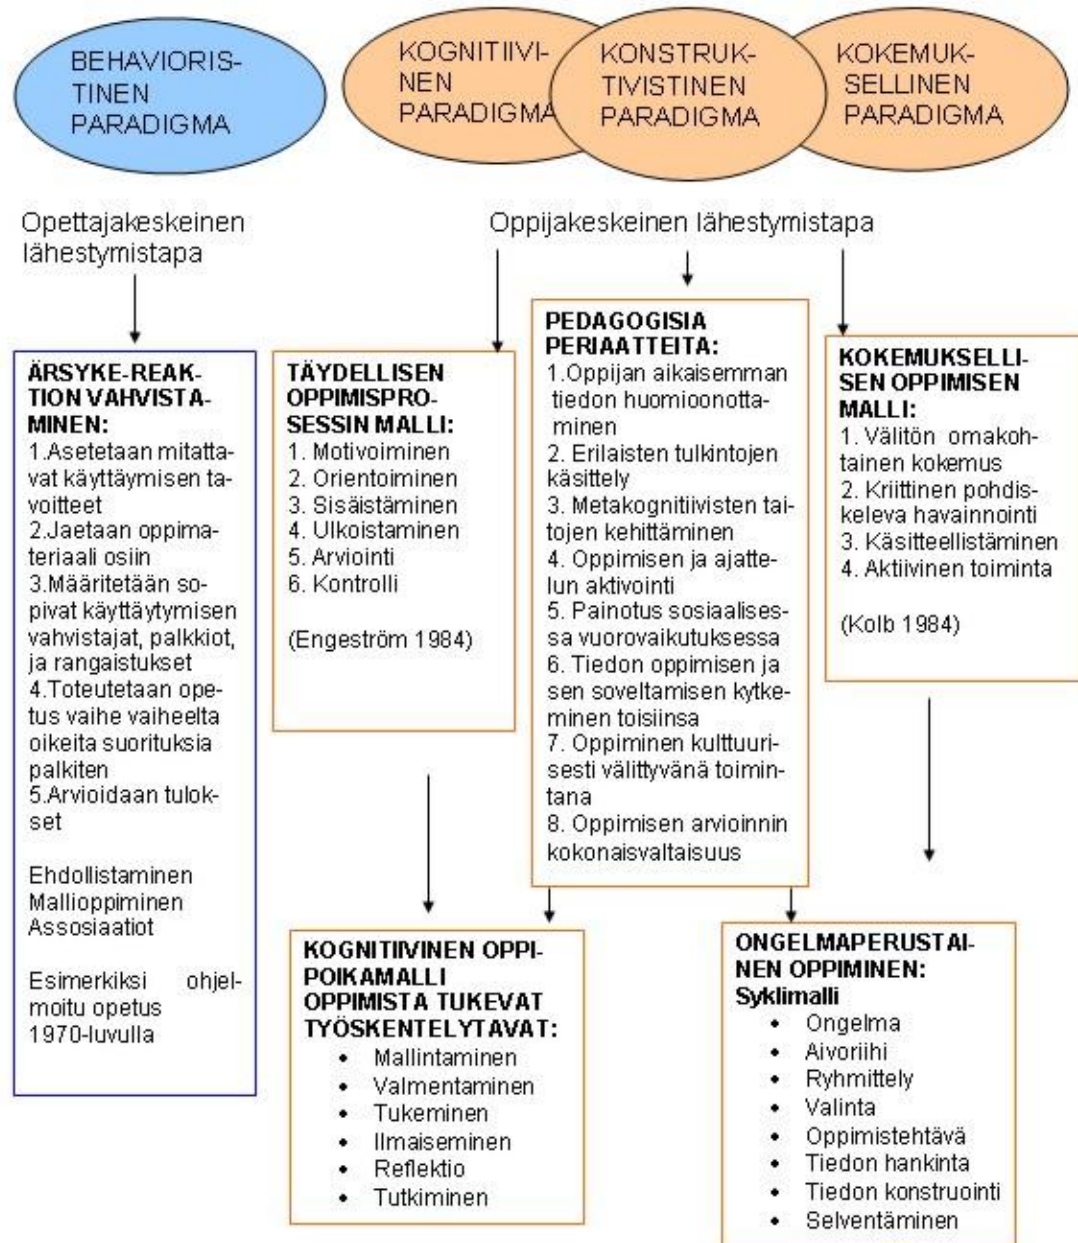 BEHAVIORIS-
TINEN
PARADIGMA
KOGNITIIVI-
NEN
PARADIGMA
KONSTRUK-
TIVISTINEN
PARADIGMA
KOKEMUK-
SELLINEN
PARADIGMA
Opettajakeskeinen
lähestymistapa
Oppijakeskeinen lähestymistapa
ÄRSYKE-REAK-
TION VAHVISTA-
MINEN:
1.Asetetaan mitatta-
vat käyttäymisen ta-
voitteet
2.Jaetaan oppima-
teriaali osiin
3.Määritetään so-
pivat käyttäytymisen
vahvistajat, palkkiot,
ja rangaistukset
4.Toteutetaan ope-
tus vaihe vaiheelta
oikeita suorituksia
palkiten
5.Arvioidaan tulok-
set
Ehdollistaminen
Mallioppiminen
Assosiaatiot
Esimerkiksi ohjel-
moitu opetus
1970-luvulla
TÄYDELLISEN
OPPIMISPRO-
SESSIN MALLI:
1. Motivoiminen
2. Orientoiminen
3. Sisäistäminen
4. Ulkoistaminen
5. Arviointi
6. Kontrolli
(Engeström 1984)
PEDAGOGISIA
PERIAATTEITA:
1.Oppijan aikaisemman
tiedon huomioonotta-
minen
2. Erilaisten tulkintojen
käsittely
3. Metakognitiivisten tai-
tojen kehittäminen
4. Oppimisen ja ajatte-
lun aktivointi
5. Painotus sosiaalises-
sa vuorovaikutuksessa
6. Tiedon oppimisen ja
sen soveltamisen kytke-
minen toisiinsa
7. Oppiminen kulttuuri-
sesti välittyvänä toimin-
tana
8. Oppimisen arvioinnin
kokonaisvaltaisuus
KOKEMUKSELLI-
SEN OPPIMISEN
MALLI:
1. Välitön omakoh-
tainen kokemus
2. Kriittinen pohdis-
keleva havainnointi
3. Käsitteellistäminen
4. Aktiivinen toiminta
(Kolb 1984)
KOGNITIIVINEN OPPI-
POIKAMALLI
OPPIMISTA TUKEVAT
TYÖSKENTELYTAVAT:
• Mallintaminen
• Valmentaminen
• Tukeminen
• Ilmaiseminen
• Reflektio
• Tutkiminen
ONGELMAPERUSTAI-
NEN OPPIMINEN:
Syklimalli
• Ongelma
• Aivoriihi
• Ryhmittely
• Valinta
• Oppimistehtävä
• Tiedon hankinta
• Tiedon konstruointi
• Selventäminen